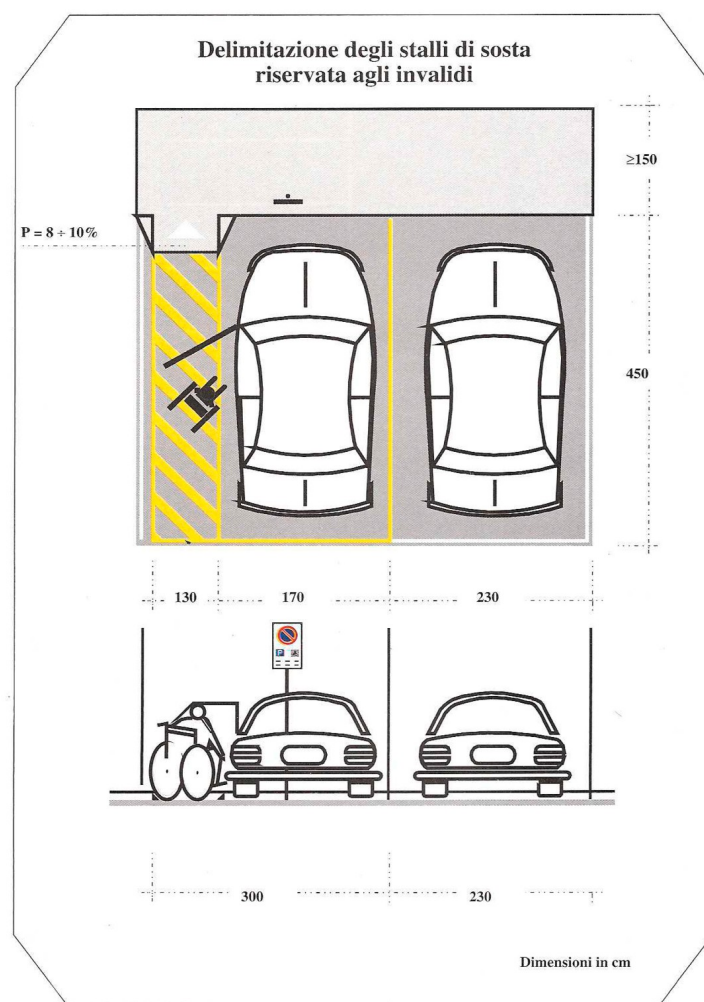 Delimitazione degli stalli di sosta
riservata agli invalidi
≥150
P = 8 ÷ 10%
450
130
170
230
P
300
230
Dimensioni in cm